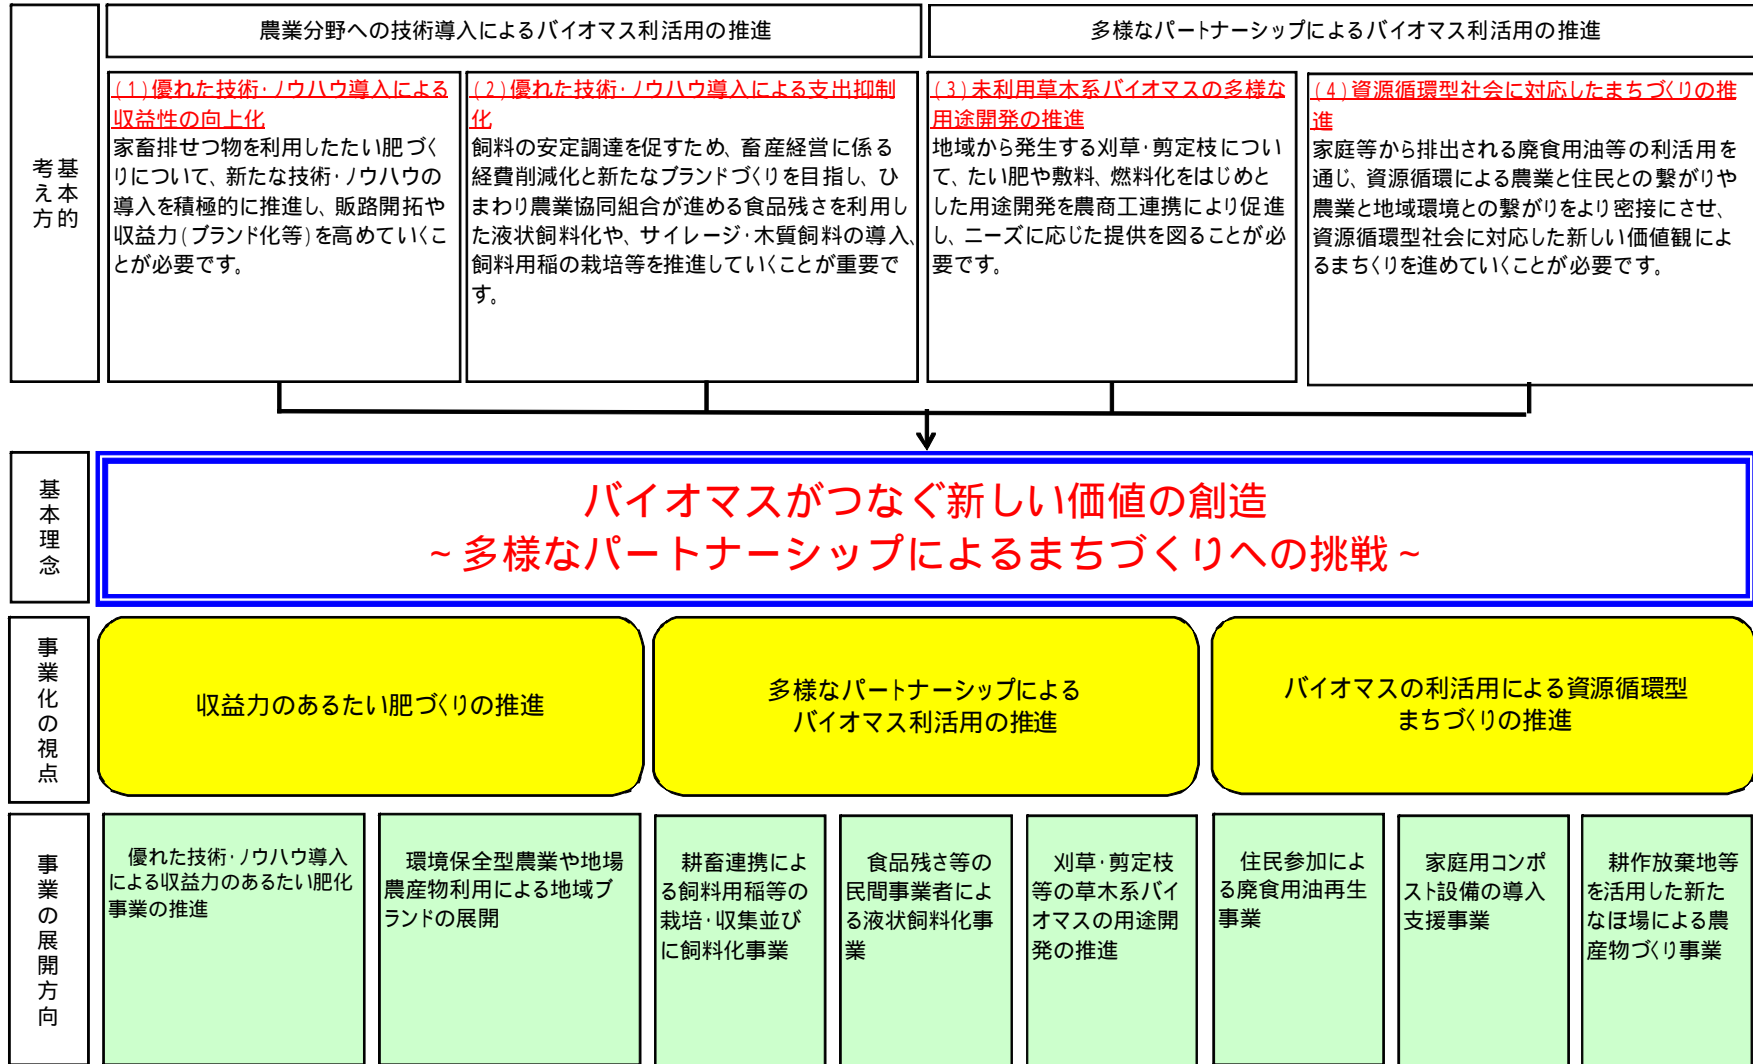 農業分野への技術導入によるバイオマス利活用の推進
多様なパートナーシップによるバイオマス利活用の推進
基本的
考え方
(1)優れた技術・ノウハウ導入による
収益性の向上化
家畜排せつ物を利用したたい肥づく
りについて、新たな技術・ノウハウの
導入を積極的に推進し、販路開拓や
収益力(ブランド化等)を高めていくこ
とが必要です。
(2)優れた技術・ノウハウ導入による支出抑制
化
飼料の安定調達を促すため、畜産経営に係る
経費削減化と新たなブランドづくりを目指し、ひ
まわり農業協同組合が進める食品残さを利用し
た液状飼料化や、サイレージ・木質飼料の導入、
飼料用稲の栽培等を推進していくことが重要で
す。
(3)未利用草木系バイオマスの多様な
用途開発の推進
地域から発生する刈草・剪定枝につい
て、たい肥や敷料、燃料化をはじめと
した用途開発を農商工連携により促進
し、ニーズに応じた提供を図ることが必
要です。
(4)資源循環型社会に対応したまちづくりの推
進
家庭等から排出される廃食用油等の利活用を
通じ、資源循環による農業と住民との繋がりや
農業と地域環境との繋がりをより密接にさせ、
資源循環型社会に対応した新しい価値観によ
るまちくりを進めていくことが必要です。
基本理念
バイオマスがつなぐ新しい価値の創造
~多様なパートナーシップによるまちづくりへの挑戦~
事業化の視点
収益力のあるたい肥づくりの推進
多様なパートナーシップによる
バイオマス利活用の推進
バイオマスの利活用による資源循環型
まちづくりの推進
事業の展開方向
優れた技術・ノウハウ導入
による収益力のあるたい肥化
事業の推進
環境保全型農業や地場
農産物利用による地域ブ
ランドの展開
耕畜連携によ
る飼料用稲等の
栽培・収集並び
に飼料化事業
食品残さ等の
民間事業者によ
る液状飼料化事
業
刈草・剪定枝
等の草木系バイ
オマスの用途開
発の推進
住民参加によ
る廃食用油再生
事業
家庭用コンポ
スト設備の導入
支援事業
耕作放棄地等
を活用した新た
なほ場による農
産物づくり事業